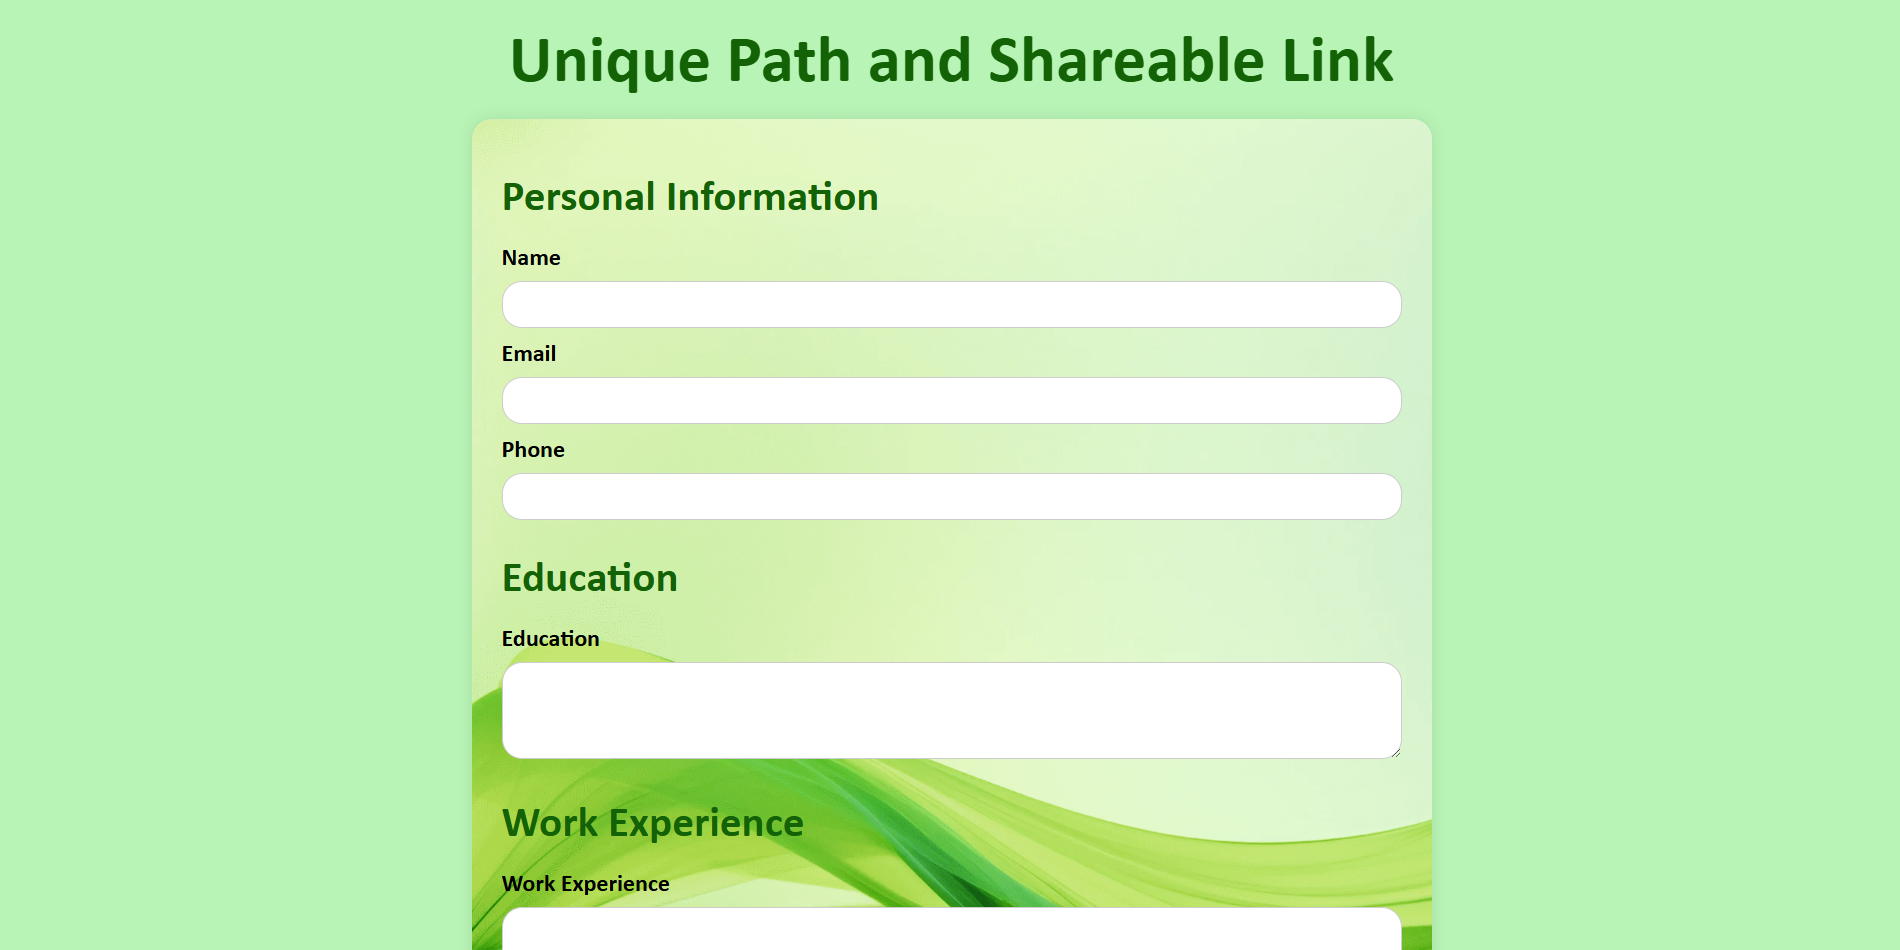 Unique Path and Shareable Link
Personal Information
Name
Email
Phone
Education
Education
Work Experience
Work Experience